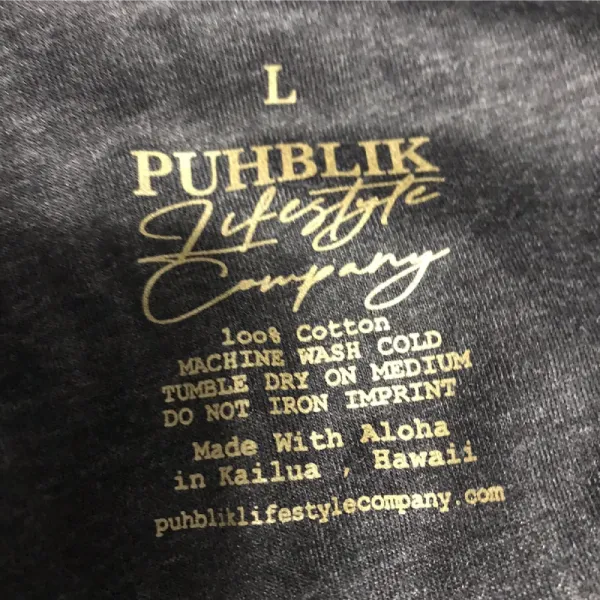 L
PUHBLIK
Lifestyle
Company
100% Cotton
MACHINE WASH COLD
TUMBLE DRY ON MEDIUM
DO NOT IRON IMPRINT
Made With Aloha
in Kailua , Hawaii
puhbliklifestylecompany.com